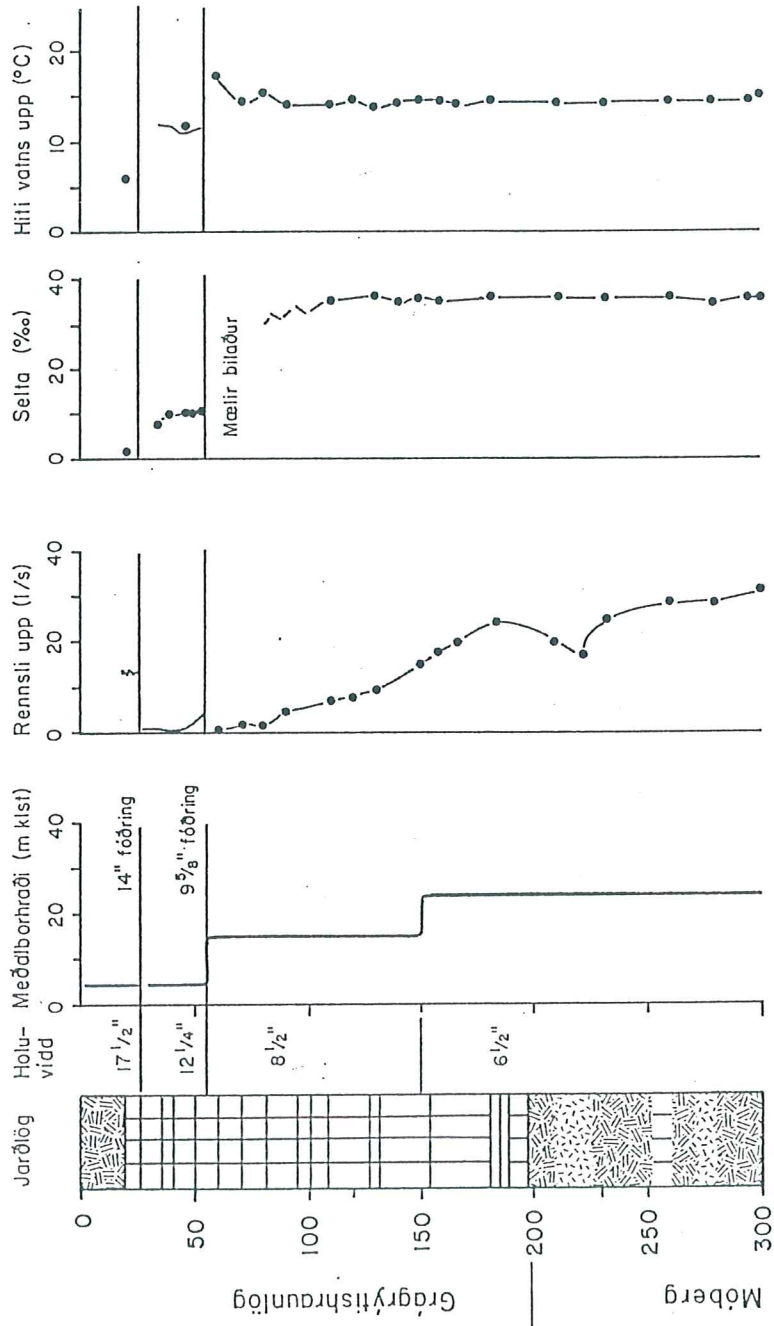 Jarðlög
Holu-
vídd
Meðalborhraði (m klst)
Rennsli upp (l/s)
Selta (‰)
Hiti vatns upp (°C)
0
20
40
0
20
40
0
20
40
0
10
20
17 1/2"
14" fóðring
12 1/4"
9 5/8" fóðring
8 1/2"
6 1/2"
Mælir bilaður
0
50
100
150
200
250
300
Grágrýtishraunlög
Móberg